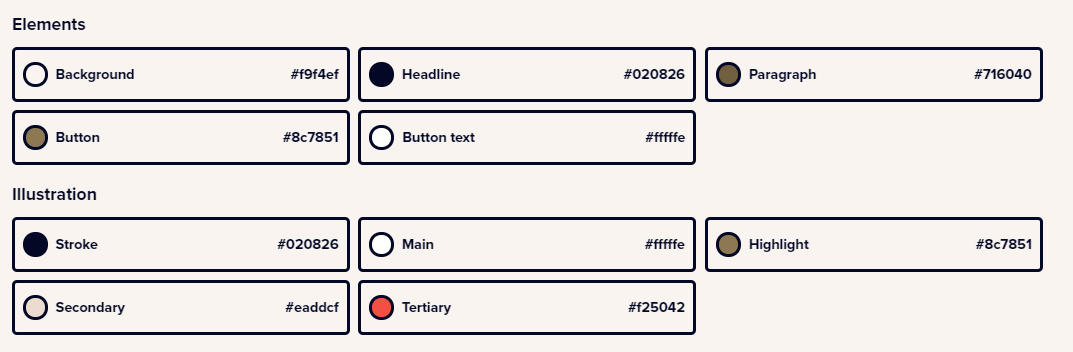 Elements
Background #f9f4ef Headline #020826 Paragraph #716040
Button #8c7851 Button text #fffffe
Illustration
Stroke #020826 Main #fffffe Highlight #8c7851
Secondary #eaddcf Tertiary #f25042